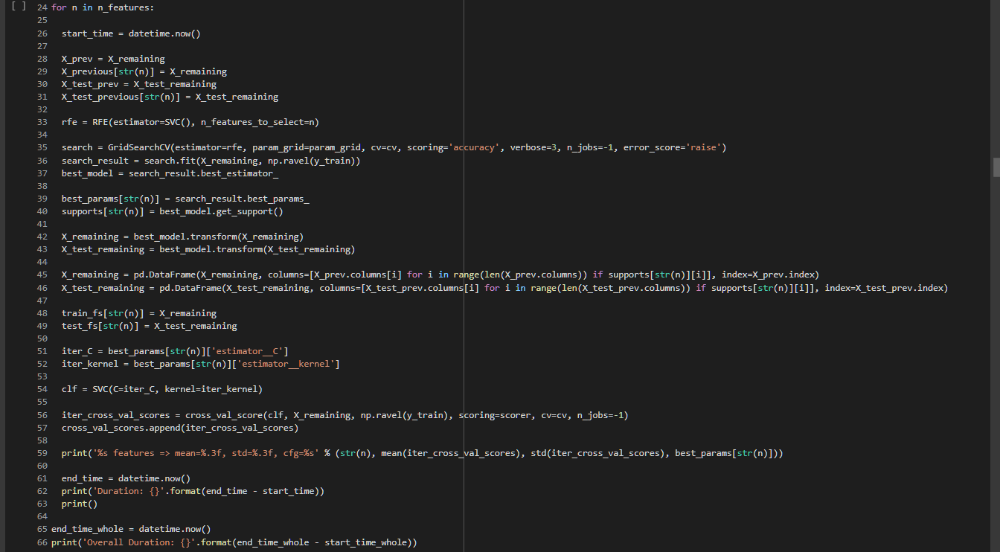 [ ] 24 for n in n_features:
25
26 start_time = datetime.now()
27
28 X_prev = X_remaining
29 X_previous[str(n)] = X_remaining
30 X_test_prev = X_test_remaining
31 X_test_previous[str(n)] = X_test_remaining
32
33 rfe = RFE(estimator=SVC(), n_features_to_select=n)
34
35 search = GridSearchCV(estimator=rfe, param_grid=param_grid, cv=cv, scoring='accuracy', verbose=3, n_jobs=-1, error_score='raise')
36 search_result = search.fit(X_remaining, np.ravel(y_train))
37 best_model = search_result.best_estimator_
38
39 best_params[str(n)] = search_result.best_params_
40 supports[str(n)] = best_model.get_support()
41
42 X_remaining = best_model.transform(X_remaining)
43 X_test_remaining = best_model.transform(X_test_remaining)
44
45 X_remaining = pd.DataFrame(X_remaining, columns=[X_prev.columns[i] for i in range(len(X_prev.columns)) if supports[str(n)][i]], index=X_prev.index)
46 X_test_remaining = pd.DataFrame(X_test_remaining, columns=[X_test_prev.columns[i] for i in range(len(X_test_prev.columns)) if supports[str(n)][i]], index=X_test_prev.index)
47
48 train_fs[str(n)] = X_remaining
49 test_fs[str(n)] = X_test_remaining
50
51 iter_C = best_params[str(n)]['estimator__C']
52 iter_kernel = best_params[str(n)]['estimator__kernel']
53
54 clf = SVC(C=iter_C, kernel=iter_kernel)
55
56 iter_cross_val_scores = cross_val_score(clf, X_remaining, np.ravel(y_train), scoring=scorer, cv=cv, n_jobs=-1)
57 cross_val_scores.append(iter_cross_val_scores)
58
59 print('%s features => mean=%.3f, std=%.3f, cfg=%s' % (str(n), mean(iter_cross_val_scores), std(iter_cross_val_scores), best_params[str(n)]))
60
61 end_time = datetime.now()
62 print('Duration: {}'.format(end_time - start_time))
63 print()
64
65 end_time_whole = datetime.now()
66 print('Overall Duration: {}'.format(end_time_whole - start_time_whole))